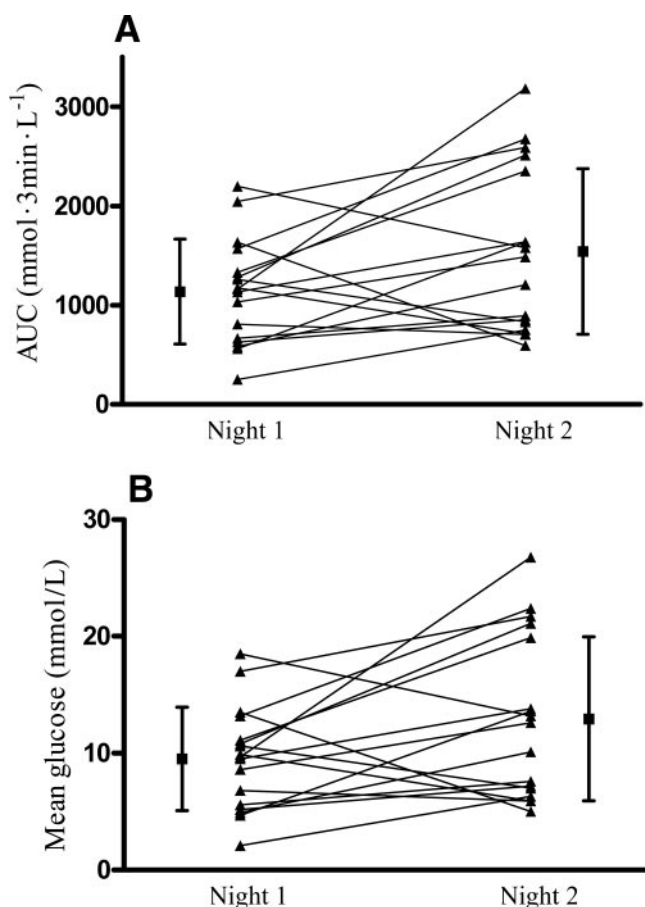 A
AUC (mmol·3min·L⁻¹)
3000
2000
1000
0
Night 1 Night 2
B
Mean glucose (mmol/L)
30
20
10
0
Night 1 Night 2